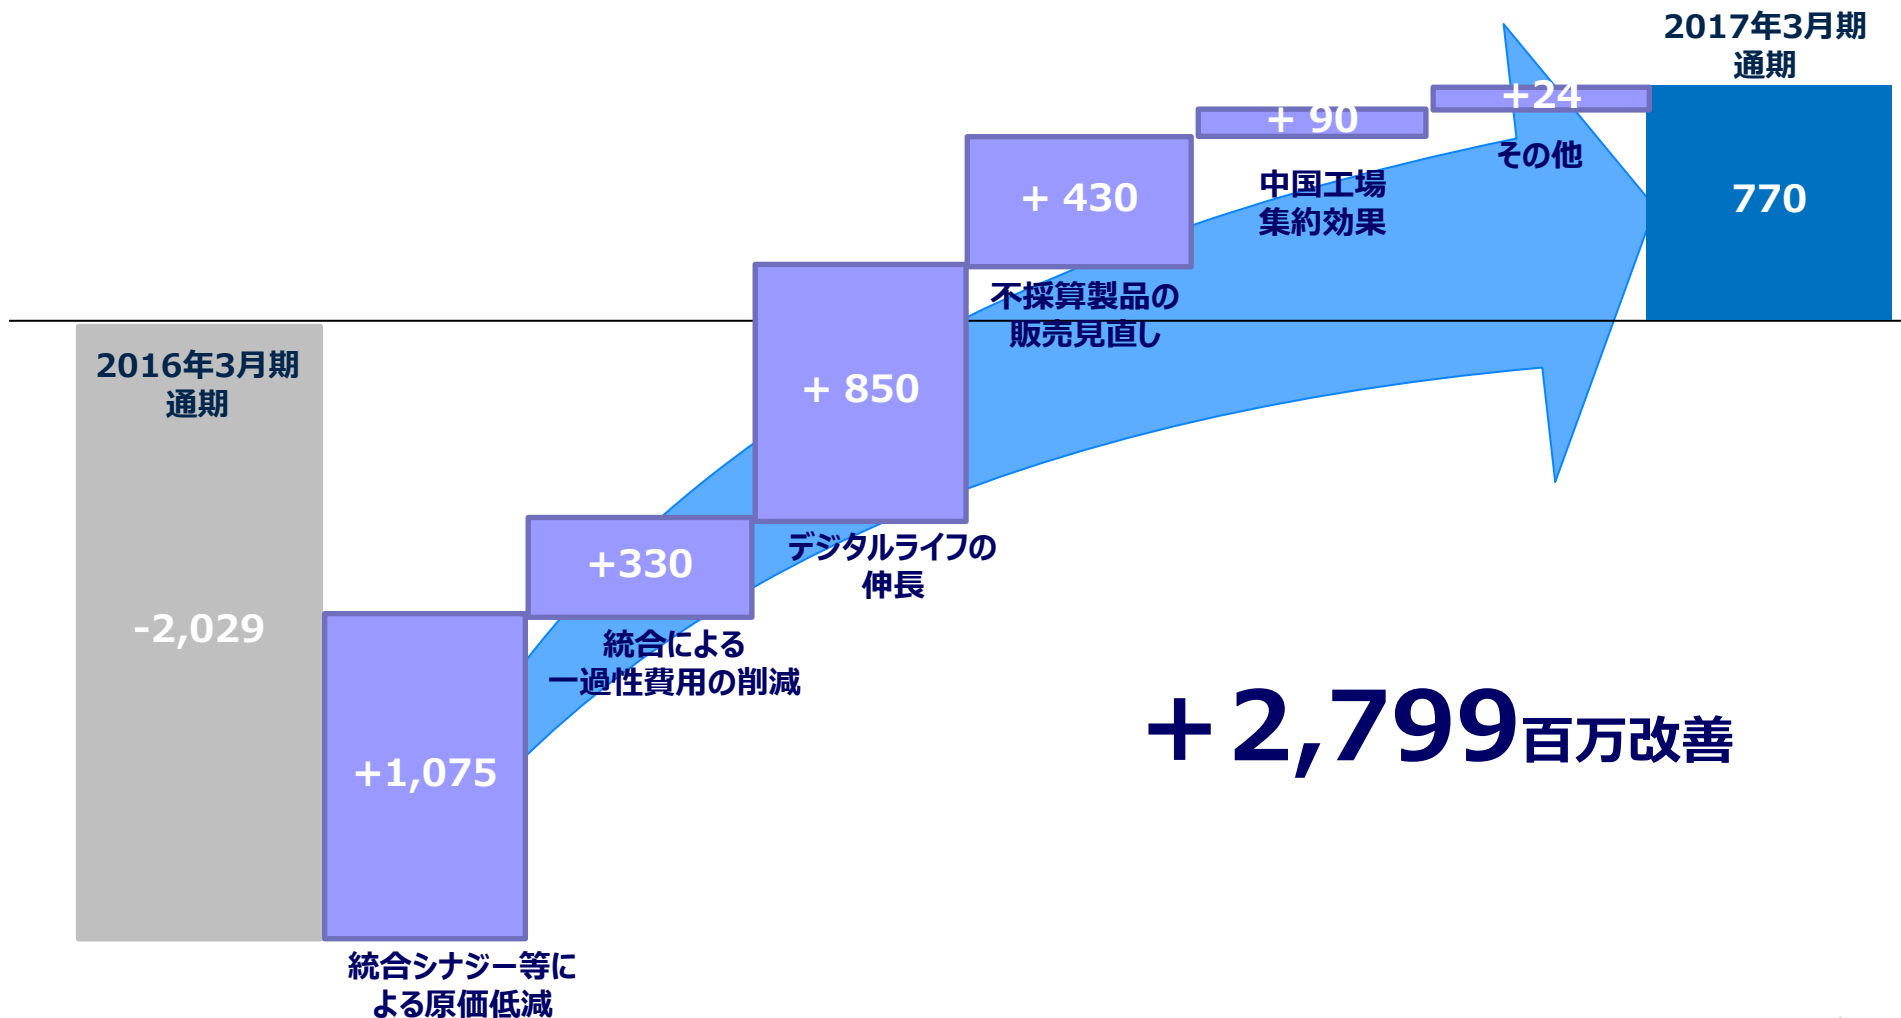 2016年3月期
通期
-2,029
+1,075
統合シナジー等に
よる原価低減
+330
統合による
一過性費用の削減
+ 850
デジタルライフの
伸長
+ 430
不採算製品の
販売見直し
+ 90
中国工場
集約効果
+24
その他
2017年3月期
通期
770
+2,799百万改善